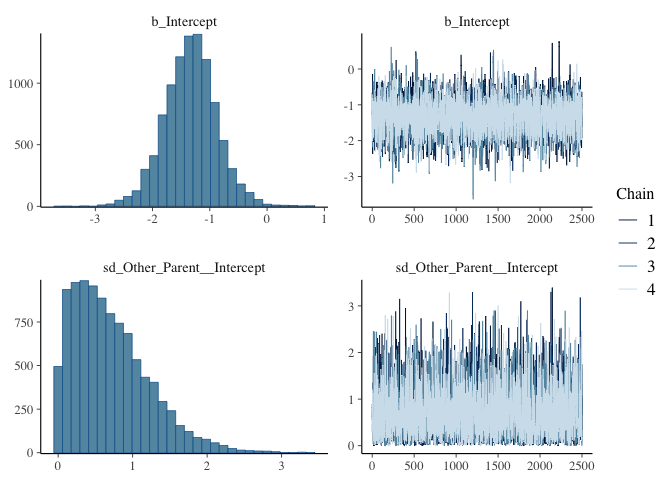 b_Intercept
b_Intercept
1000
500
0
-3 -2 -1 0 1
0
-1
-2
-3
0 500 1000 1500 2000 2500
Chain
1
2
3
4
sd_Other_Parent__Intercept
sd_Other_Parent__Intercept
750
500
250
0
0 1 2 3
3
2
1
0
0 500 1000 1500 2000 2500